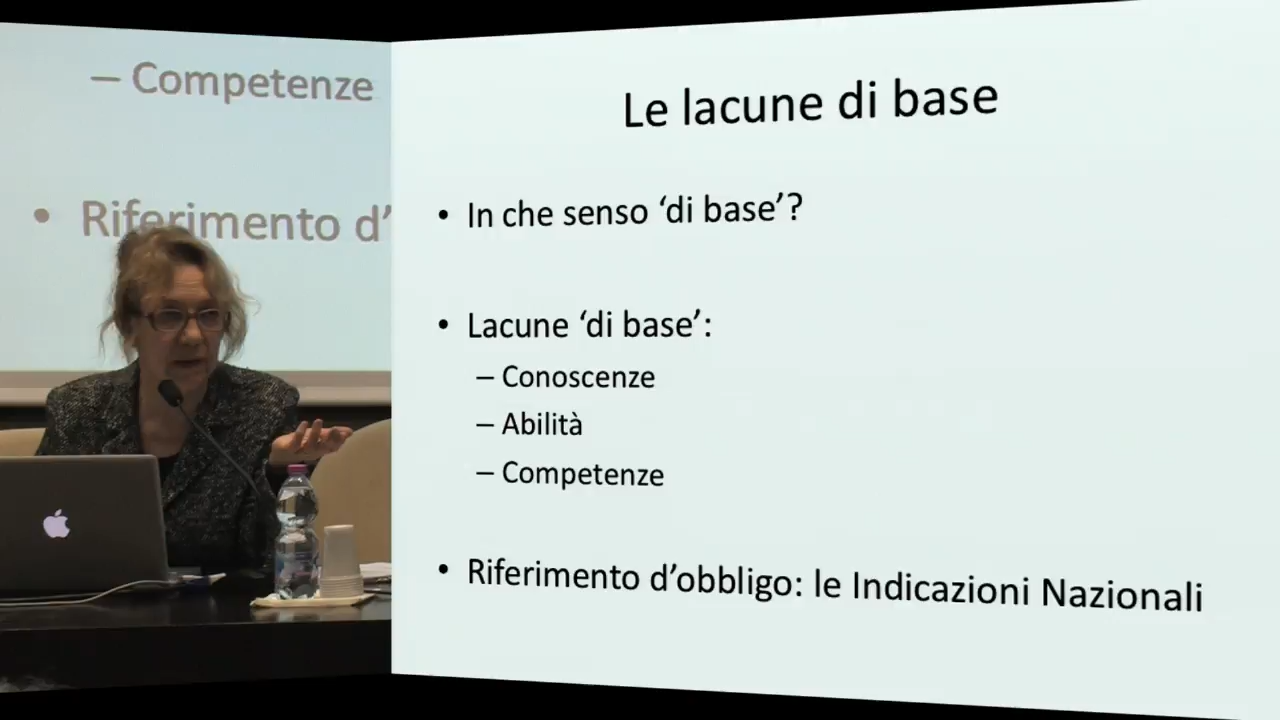 – Competenze
• Riferimento d’
Le lacune di base
• In che senso ‘di base’?
• Lacune ‘di base’:
– Conoscenze
– Abilità
– Competenze
• Riferimento d’obbligo: le Indicazioni Nazionali